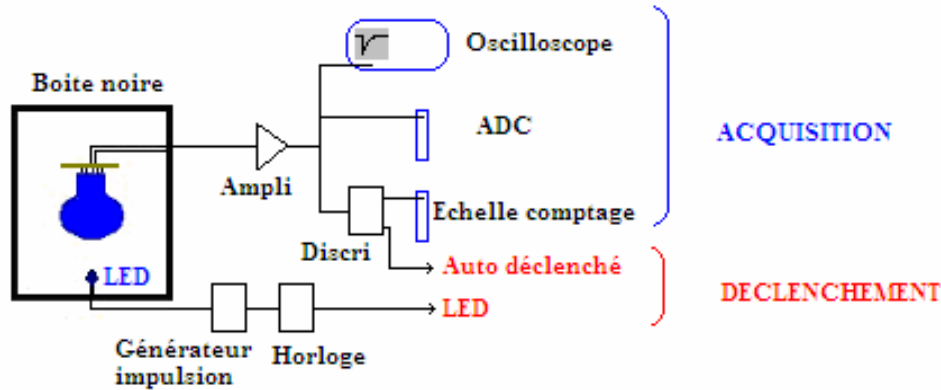 Oscilloscope
Boite noire
ADC
ACQUISITION
Ampli
Echelle comptage
Discri
LED
Auto déclenché
DECLENCHEMENT
LED
Générateur
impulsion
Horloge